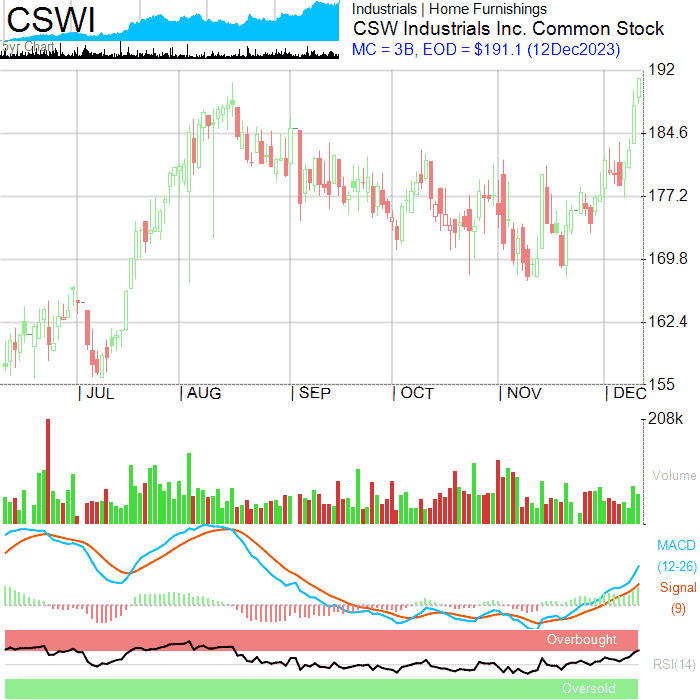 CSWI
5yr Chart
Industrials | Home Furnishings
CSW Industrials Inc. Common Stock
MC = 3B, EOD = $191.1 (12Dec2023)
192
184.6
177.2
169.8
162.4
155
| JUL | AUG | SEP | OCT | NOV | DEC
208k
Volume
MACD
(12-26)
Signal
(9)
Overbought
RSI(14)
Oversold